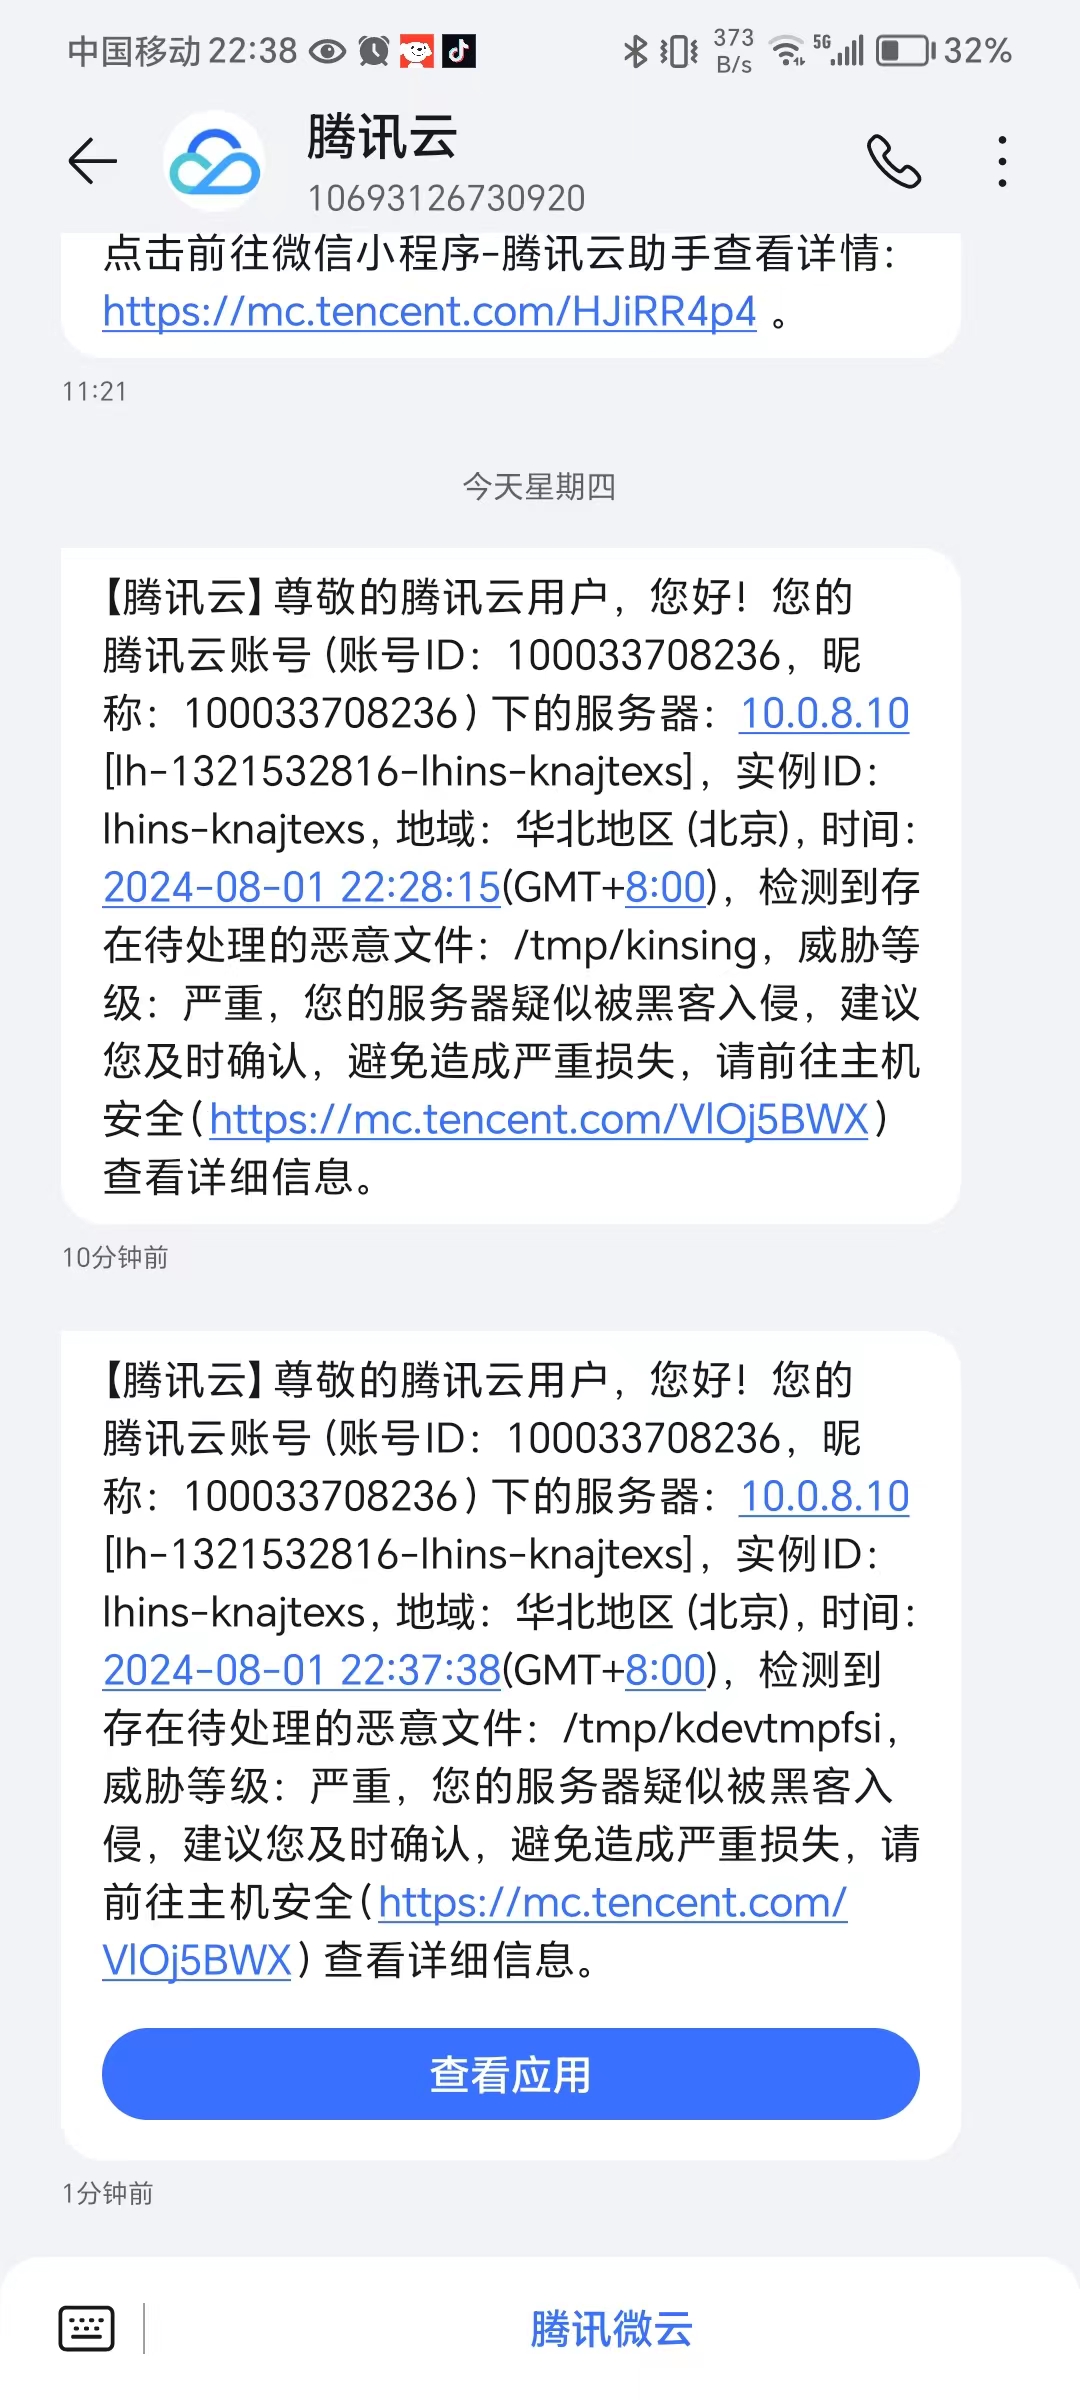 中国移动 22:38 373 B/s 5G 32%
腾讯云
10693126730920
点击前往微信小程序-腾讯云助手查看详情：
https://mc.tencent.com/HJiRR4p4 。
11:21
今天星期四
【腾讯云】尊敬的腾讯云用户，您好！您的
腾讯云账号（账号ID：100033708236，昵
称：100033708236）下的服务器：10.0.8.10
[lh-1321532816-lhins-knajtexs]，实例ID：
lhins-knajtexs, 地域：华北地区（北京）, 时间：
2024-08-01 22:28:15(GMT+8:00)，检测到存
在待处理的恶意文件：/tmp/kinsing，威胁等
级：严重，您的服务器疑似被黑客入侵，建议
您及时确认，避免造成严重损失，请前往主机
安全（https://mc.tencent.com/VlOj5BWX）
查看详细信息。
10分钟前
【腾讯云】尊敬的腾讯云用户，您好！您的
腾讯云账号（账号ID：100033708236，昵
称：100033708236）下的服务器：10.0.8.10
[lh-1321532816-lhins-knajtexs]，实例ID：
lhins-knajtexs, 地域：华北地区（北京）, 时间：
2024-08-01 22:37:38(GMT+8:00)，检测到
存在待处理的恶意文件：/tmp/kdevtmpfsi，
威胁等级：严重，您的服务器疑似被黑客入
侵，建议您及时确认，避免造成严重损失，请
前往主机安全（https://mc.tencent.com/
VlOj5BWX）查看详细信息。
查看应用
1分钟前
腾讯微云